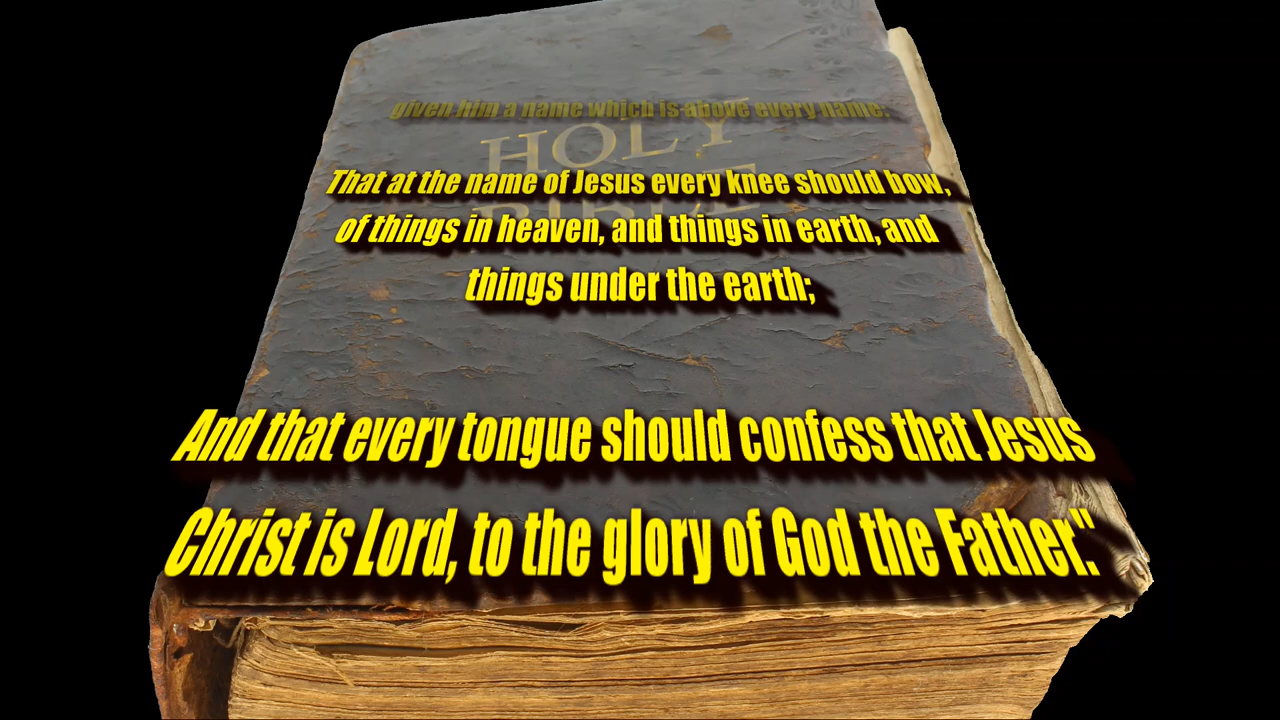 given him a name which is above every name.
HOLY
That at the name of Jesus every knee should bow,
BIBLE
of things in heaven, and things in earth, and
things under the earth;
And that every tongue should confess that Jesus
Christ is Lord, to the glory of God the Father."